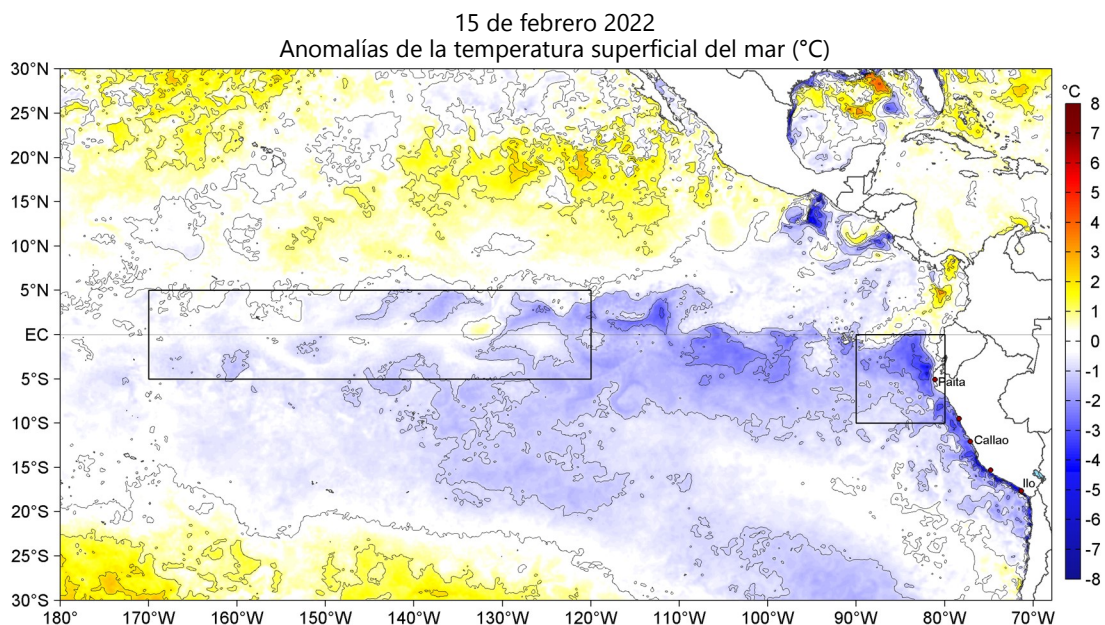 15 de febrero 2022
Anomalías de la temperatura superficial del mar (°C)
30°N
25°N
20°N
15°N
10°N
5°N
EC
5°S
10°S
15°S
20°S
25°S
30°S
180°W
170°W
160°W
150°W
140°W
130°W
120°W
110°W
100°W
90°W
80°W
70°W
Paita
Callao
Ilo
°C
8
7
6
5
4
3
2
1
0
-1
-2
-3
-4
-5
-6
-7
-8